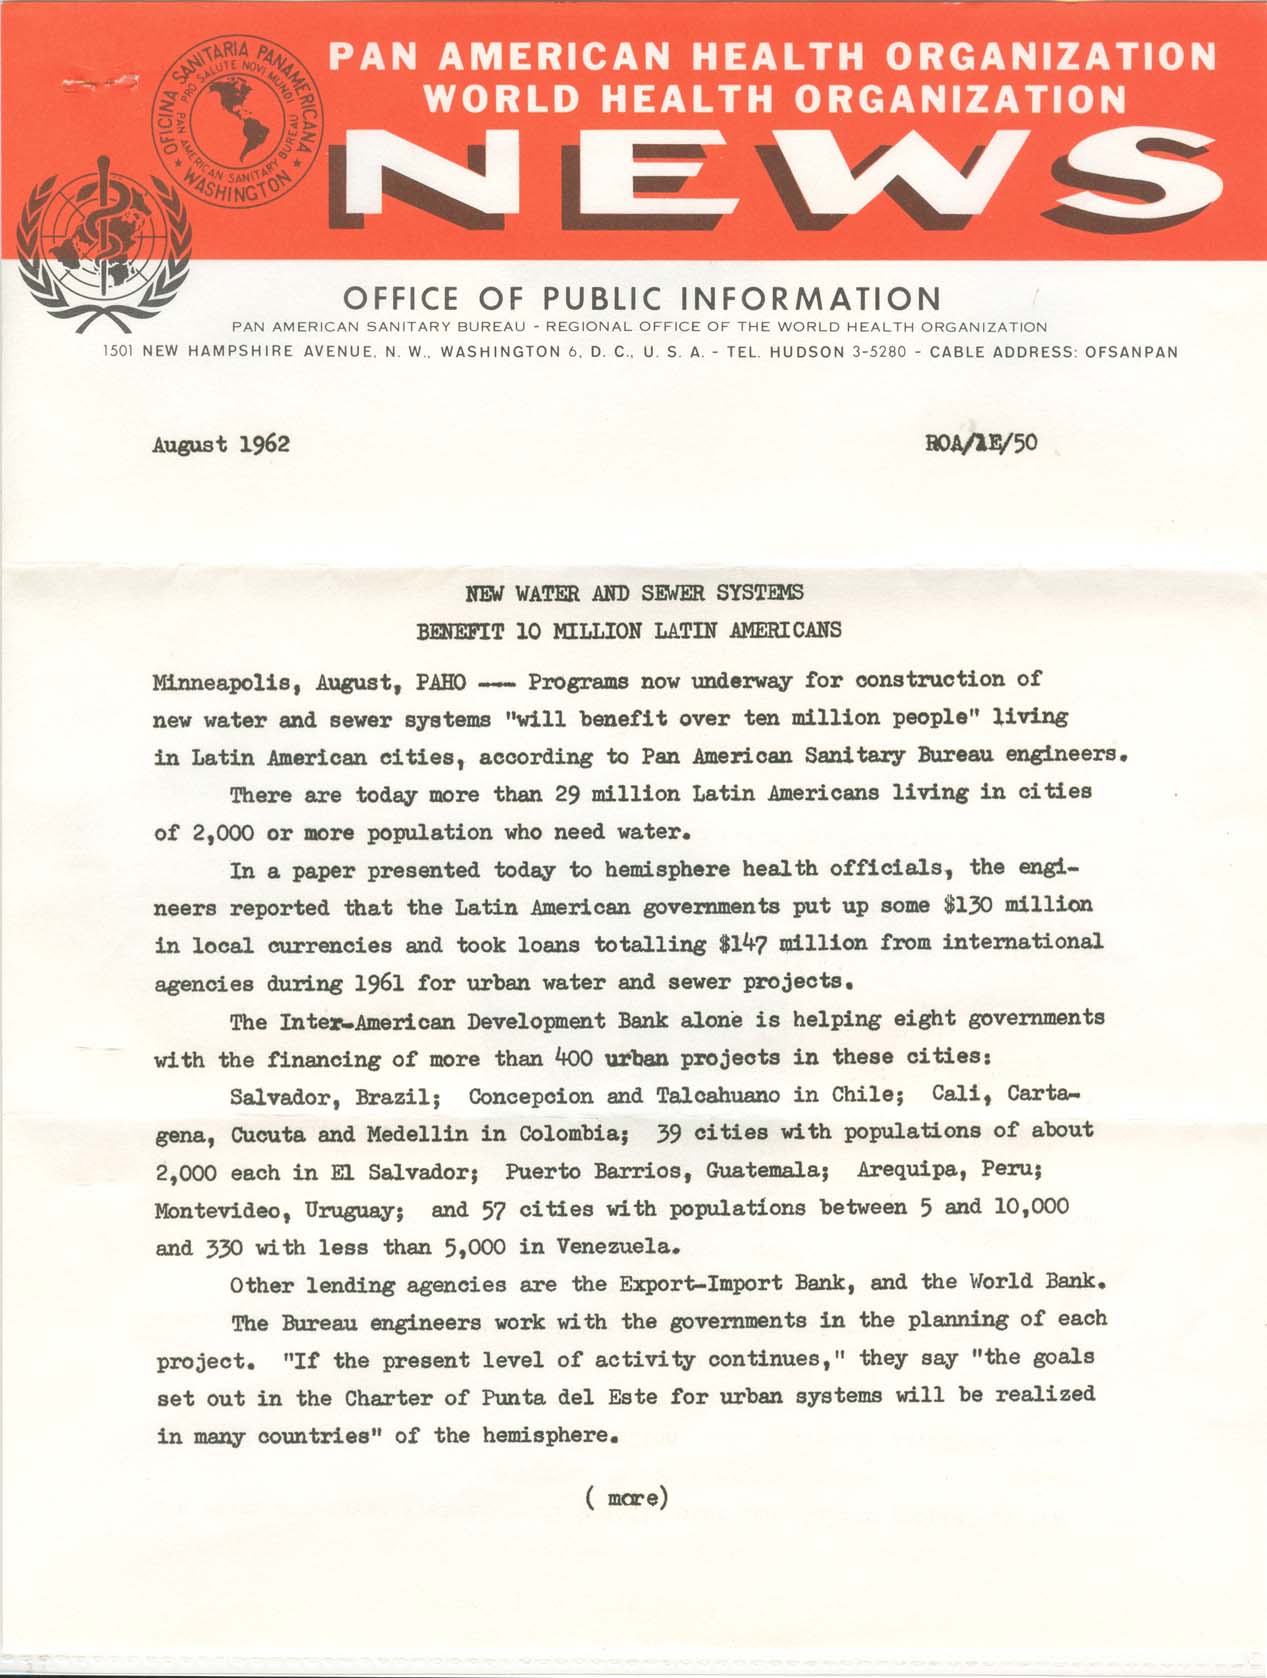 PAN AMERICAN HEALTH ORGANIZATION
WORLD HEALTH ORGANIZATION
NEWS
OFICINA SANITARIA PANAMERICANA
PRO SALUTE NOVI MUNDI
PAN AMERICAN SANITARY BUREAU
★ WASHINGTON ★
OFFICE OF PUBLIC INFORMATION
PAN AMERICAN SANITARY BUREAU - REGIONAL OFFICE OF THE WORLD HEALTH ORGANIZATION
1501 NEW HAMPSHIRE AVENUE, N. W., WASHINGTON 6, D. C., U. S. A. - TEL. HUDSON 3-5280 - CABLE ADDRESS: OFSANPAN
August 1962 ROA/1E/50
NEW WATER AND SEWER SYSTEMS
BENEFIT 10 MILLION LATIN AMERICANS
Minneapolis, August, PAHO --- Programs now underway for construction of
new water and sewer systems "will benefit over ten million people" living
in Latin American cities, according to Pan American Sanitary Bureau engineers.
There are today more than 29 million Latin Americans living in cities
of 2,000 or more population who need water.
In a paper presented today to hemisphere health officials, the engi-
neers reported that the Latin American governments put up some $130 million
in local currencies and took loans totalling $147 million from international
agencies during 1961 for urban water and sewer projects.
The Inter-American Development Bank alone is helping eight governments
with the financing of more than 400 urban projects in these cities:
Salvador, Brazil; Concepcion and Talcahuano in Chile; Cali, Carta-
gena, Cucuta and Medellin in Colombia; 39 cities with populations of about
2,000 each in El Salvador; Puerto Barrios, Guatemala; Arequipa, Peru;
Montevideo, Uruguay; and 57 cities with populations between 5 and 10,000
and 330 with less than 5,000 in Venezuela.
Other lending agencies are the Export-Import Bank, and the World Bank.
The Bureau engineers work with the governments in the planning of each
project. "If the present level of activity continues," they say "the goals
set out in the Charter of Punta del Este for urban systems will be realized
in many countries" of the hemisphere.
( more)